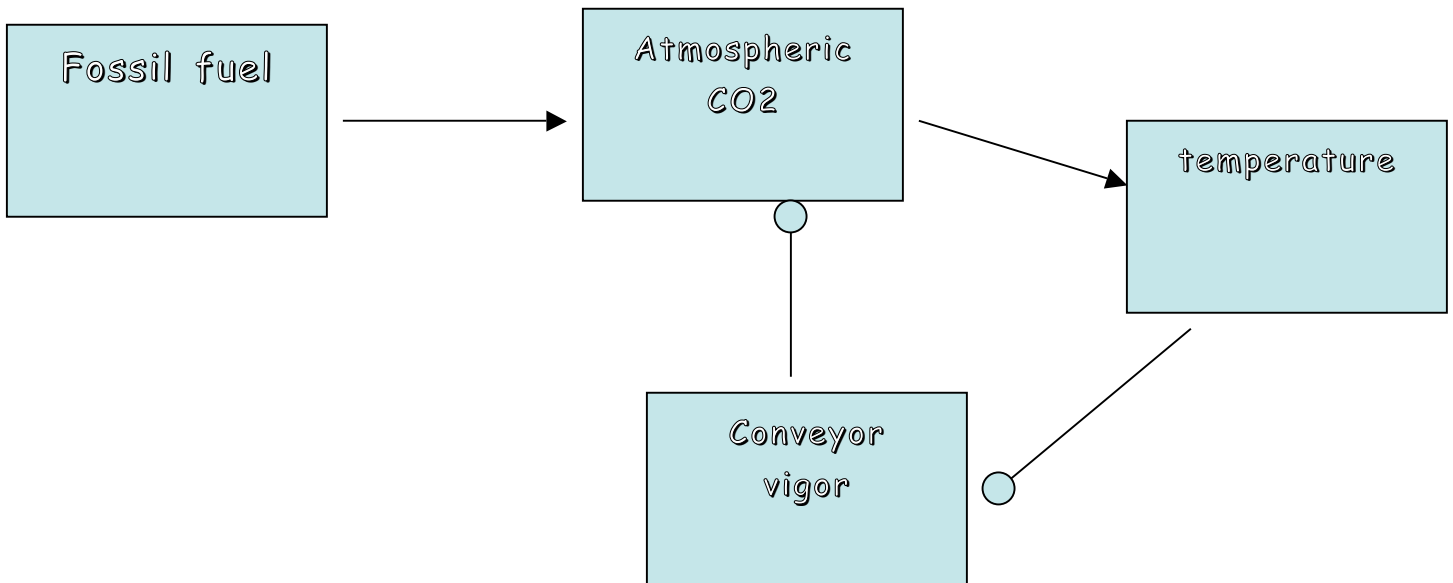 Fossil fuel
Atmospheric
CO2
temperature
Conveyor
vigor